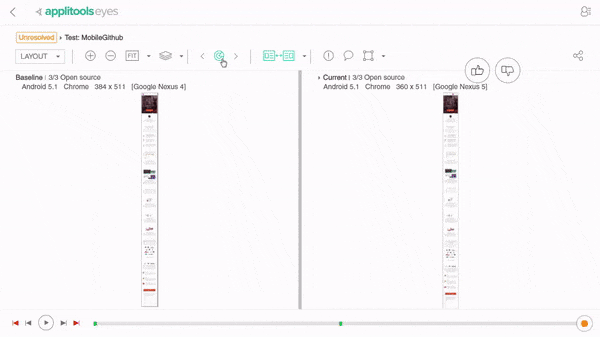 applitools eyes
Unresolved › Test: MobileGithub
LAYOUT
FIT
Baseline | 3/3 Open source
Android 5.1 Chrome 384 x 511 [Google Nexus 4]
› Current | 3/3 Open source
Android 5.1 Chrome 360 x 511 [Google Nexus 5]